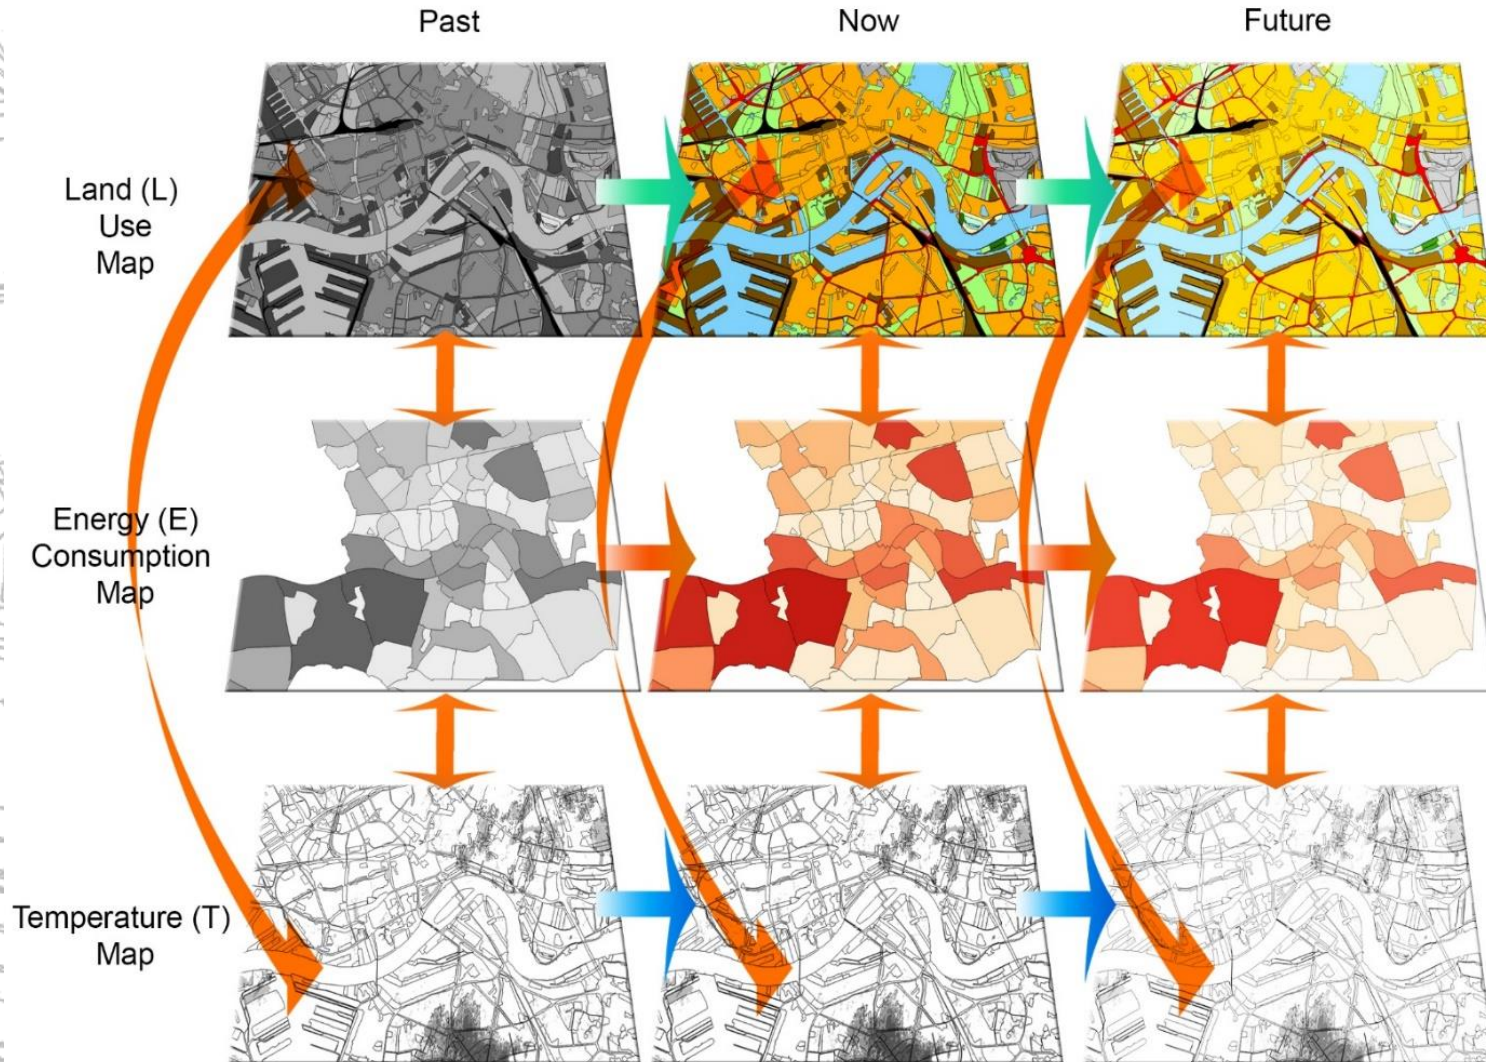 Past
Now
Future
Land (L)
Use
Map
Energy (E)
Consumption
Map
Temperature (T)
Map